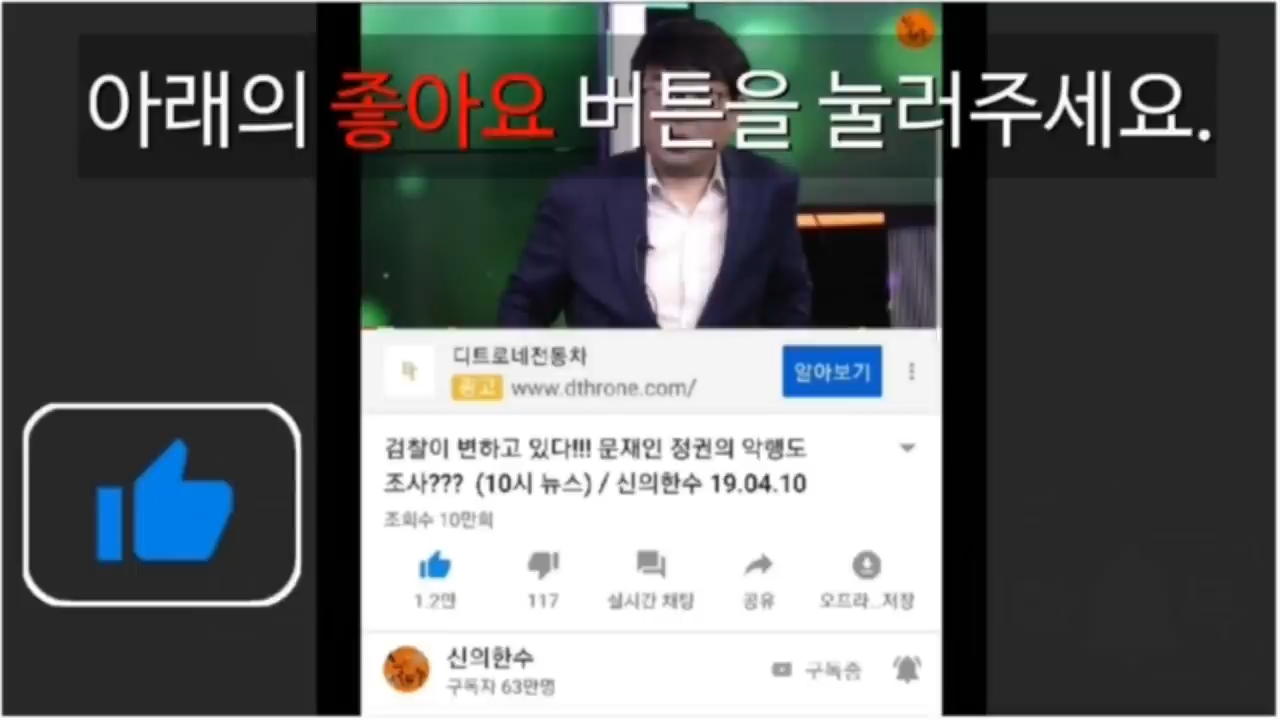 아래의 좋아요 버튼을 눌러주세요.
디트로네전동차
광고 www.dthrone.com/
알아보기
검찰이 변하고 있다!!! 문재인 정권의 악행도
조사??? (10시 뉴스) / 신의한수 19.04.10
조회수 10만회
1.2만 117 실시간 채팅 공유 오프라...저장
신의한수
구독중
구독자 63만명